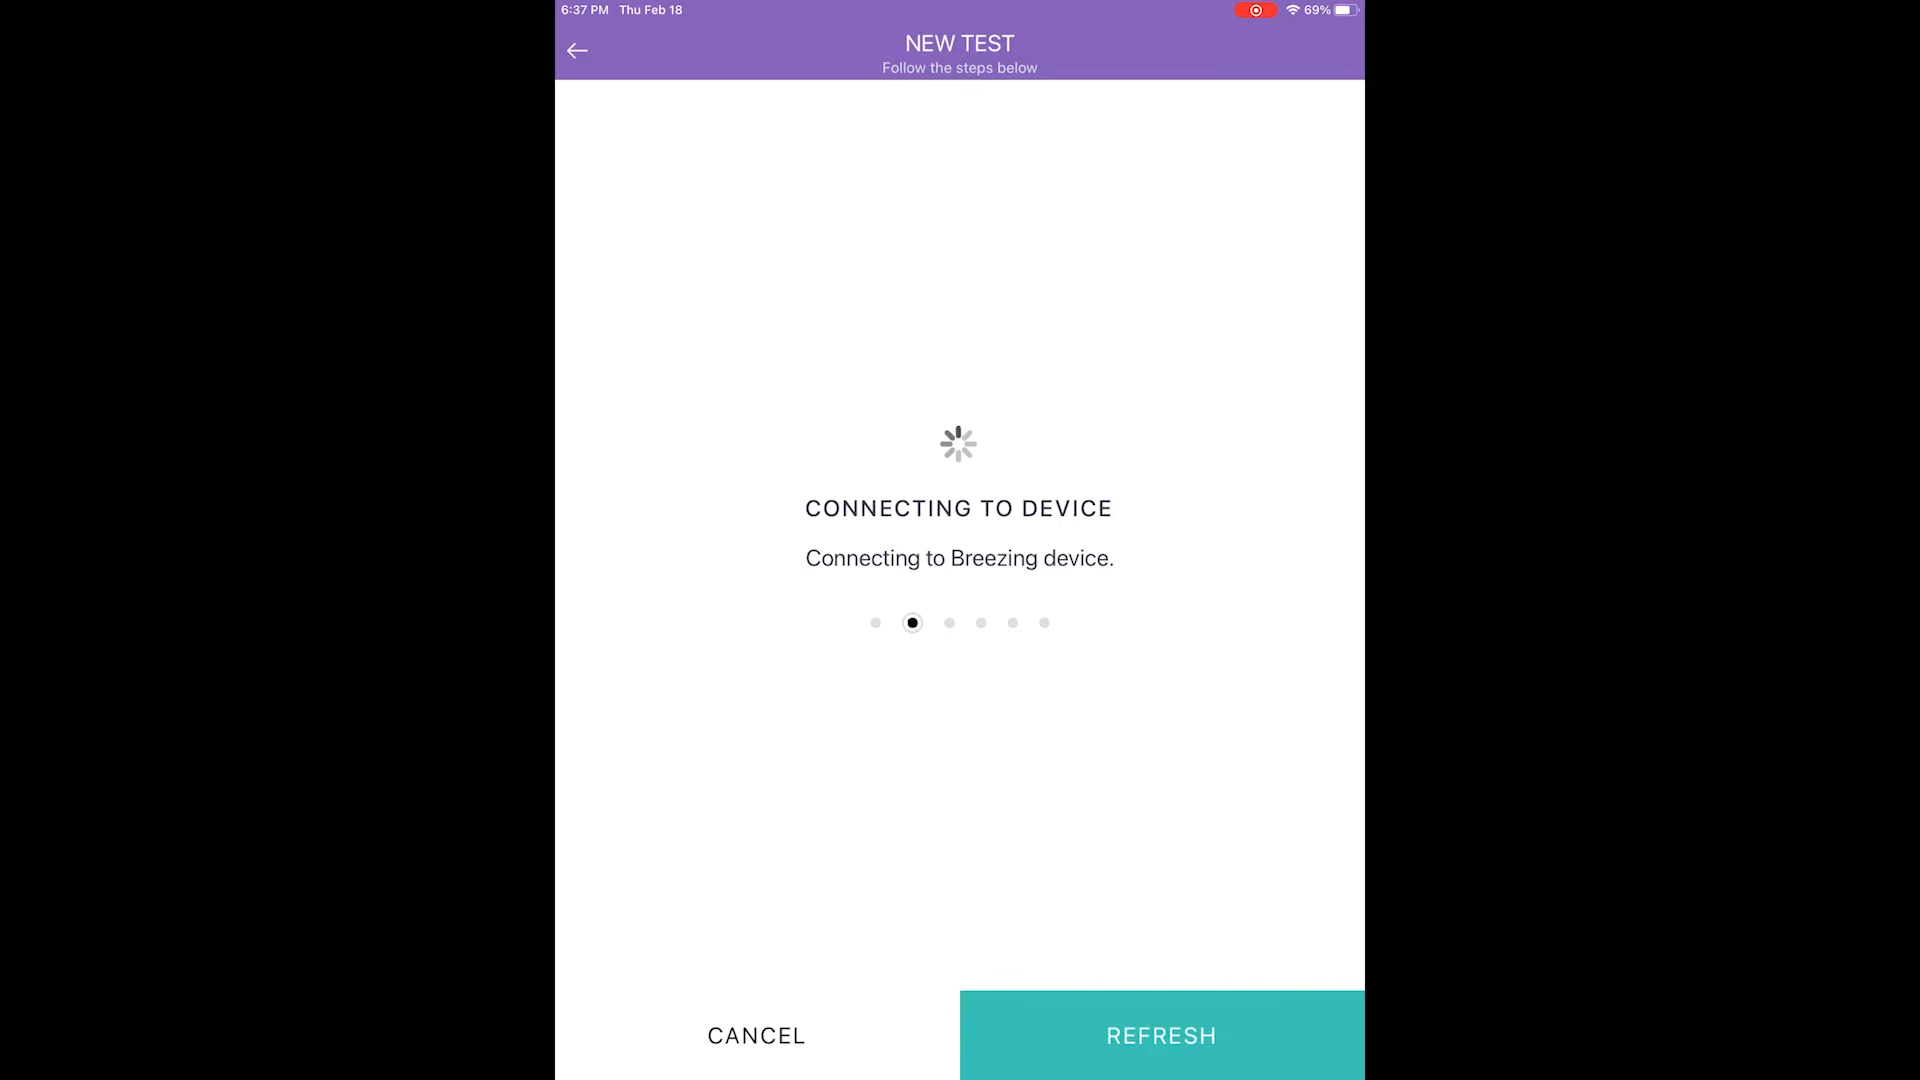 6:37 PM Thu Feb 18 69%
NEW TEST
Follow the steps below
CONNECTING TO DEVICE
Connecting to Breezing device.
CANCEL REFRESH